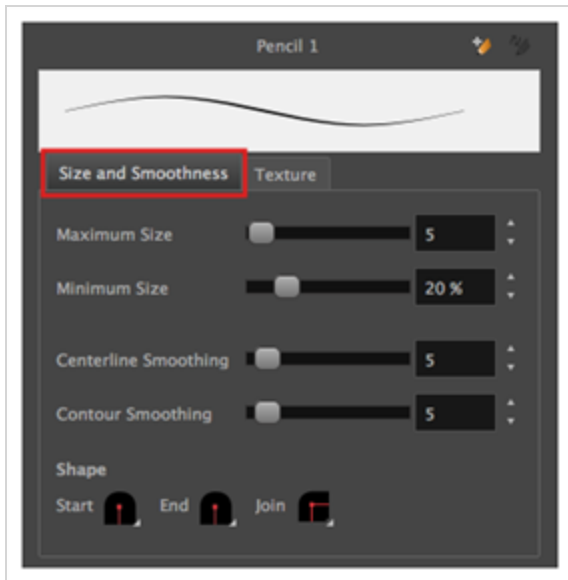 Pencil 1
Size and Smoothness Texture
Maximum Size 5
Minimum Size 20 %
Centerline Smoothing 5
Contour Smoothing 5
Shape
Start End Join